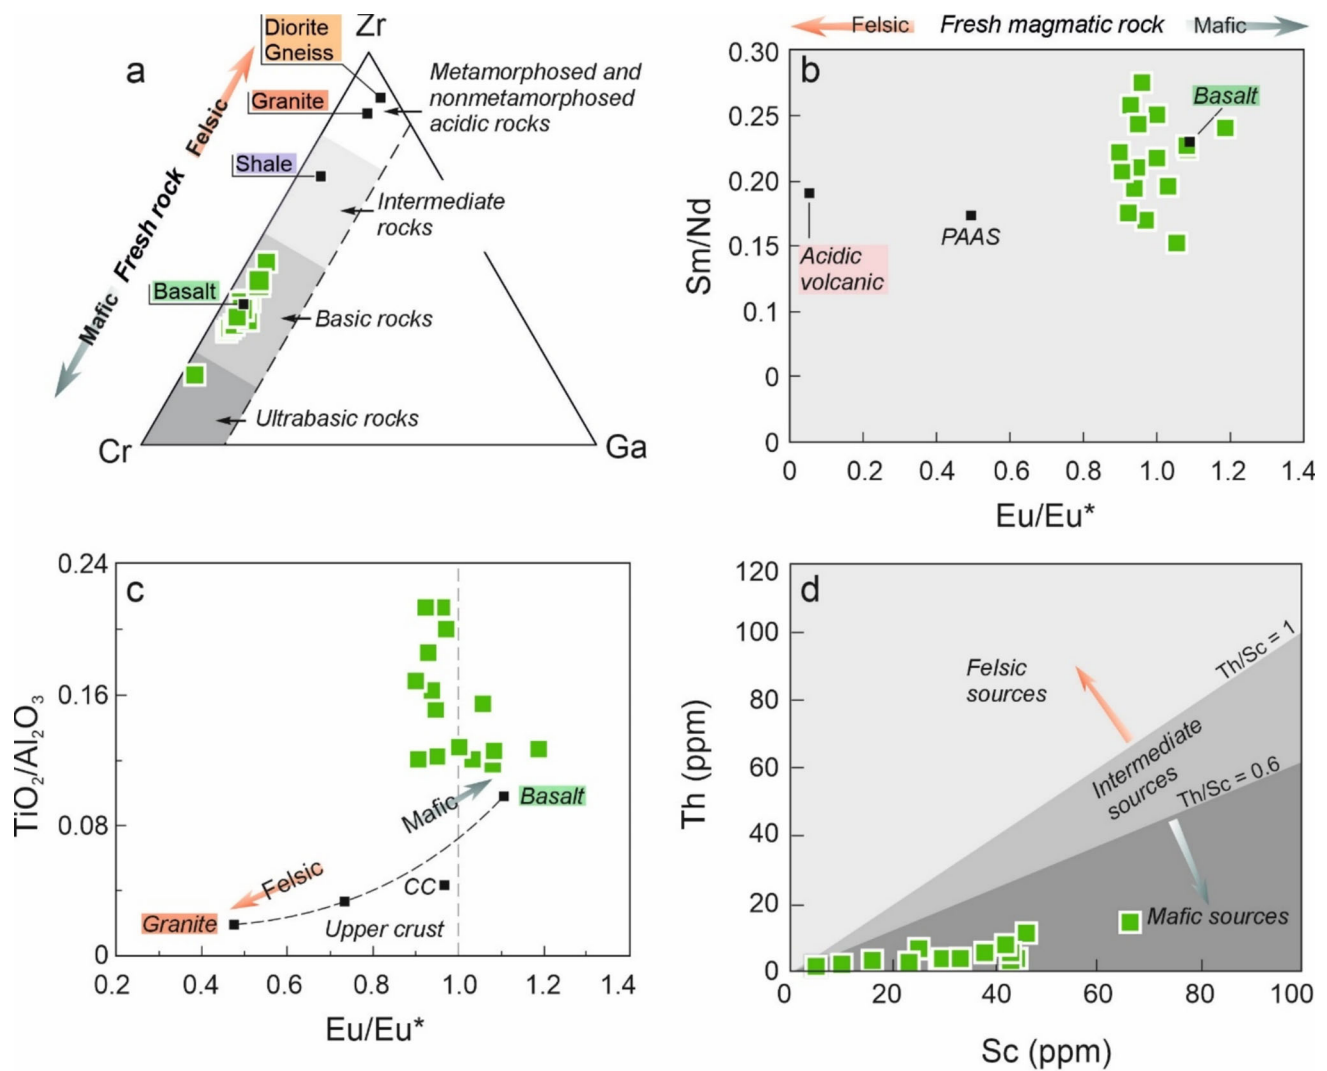 a
Diorite
Gneiss
Zr
Granite
Metamorphosed and
nonmetamorphosed
acidic rocks
Shale
Intermediate
rocks
Basalt
Basic rocks
Ultrabasic rocks
Cr
Ga
Mafic Fresh rock Felsic
Felsic Fresh magmatic rock Mafic
b
0.30
0.25
0.20
0.15
0.1
0
0
Sm/Nd
Basalt
PAAS
Acidic
volcanic
0 0.2 0.4 0.6 0.8 1.0 1.2 1.4
Eu/Eu*
c
0.24
0.16
0.08
0
TiO2/Al2O3
Mafic
Basalt
Felsic
CC
Granite
Upper crust
0.2 0.4 0.6 0.8 1.0 1.2 1.4
Eu/Eu*
d
120
100
80
60
40
20
0
Th (ppm)
Th/Sc = 1
Felsic
sources
Intermediate
sources
Th/Sc = 0.6
Mafic sources
0 20 40 60 80 100
Sc (ppm)